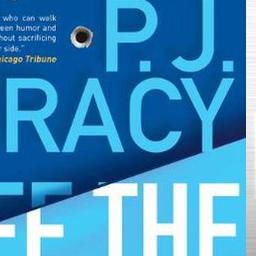 who can walk
een humor and
hout sacrificing
r side."
icago Tribune
P. J.
RACY
THE